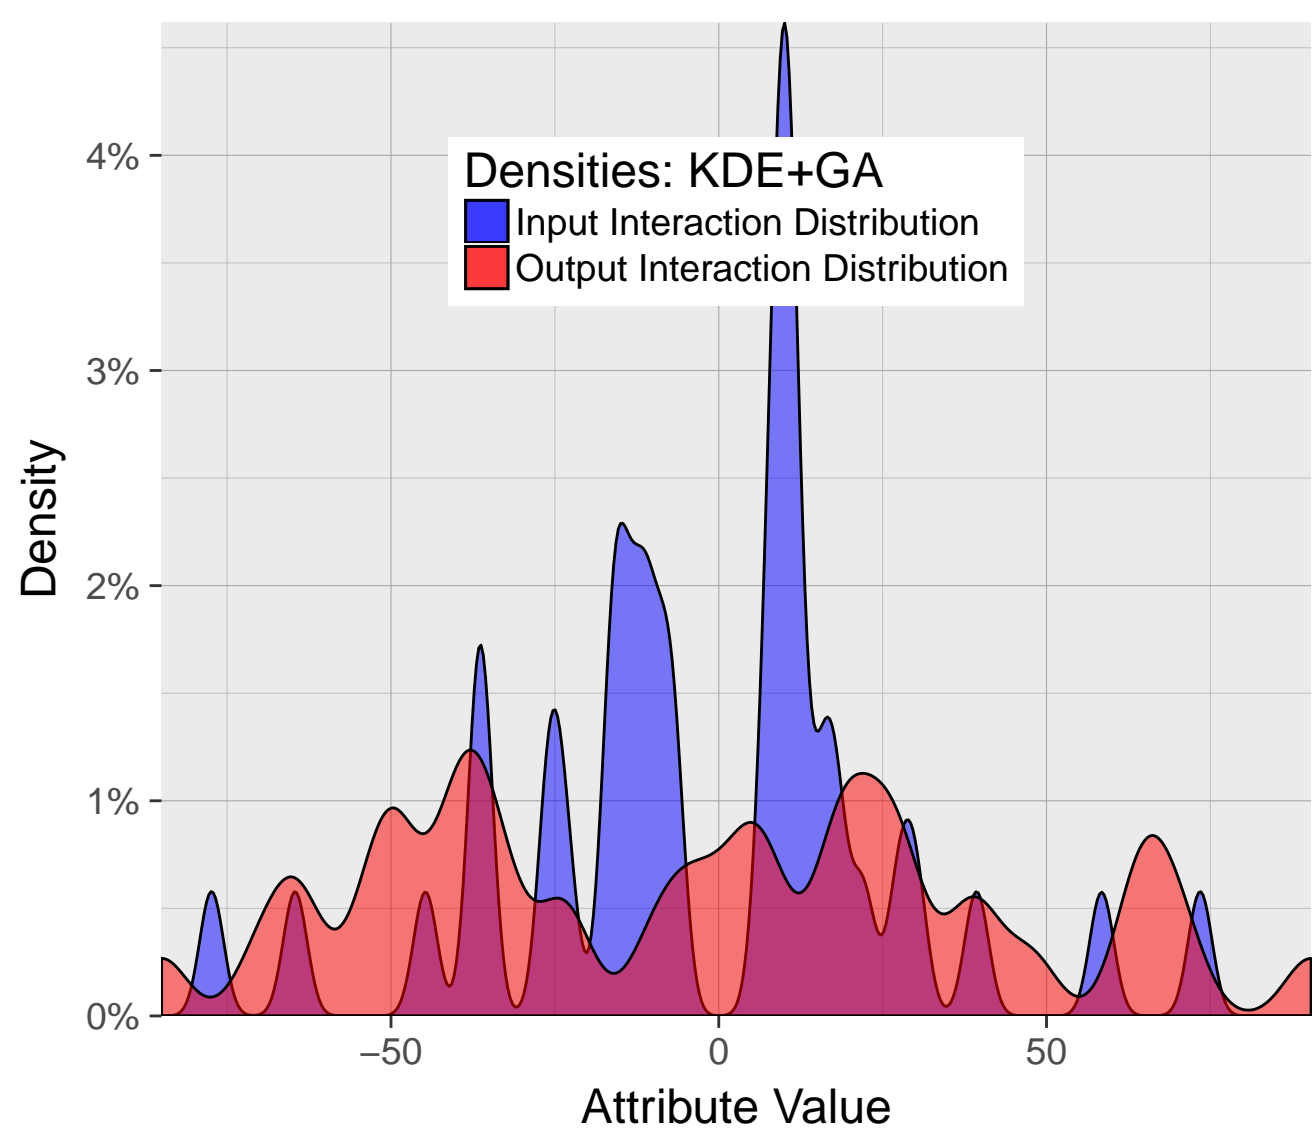 4%
3%
2%
1%
0%
Density
Densities: KDE+GA
Input Interaction Distribution
Output Interaction Distribution
−50
0
50
Attribute Value